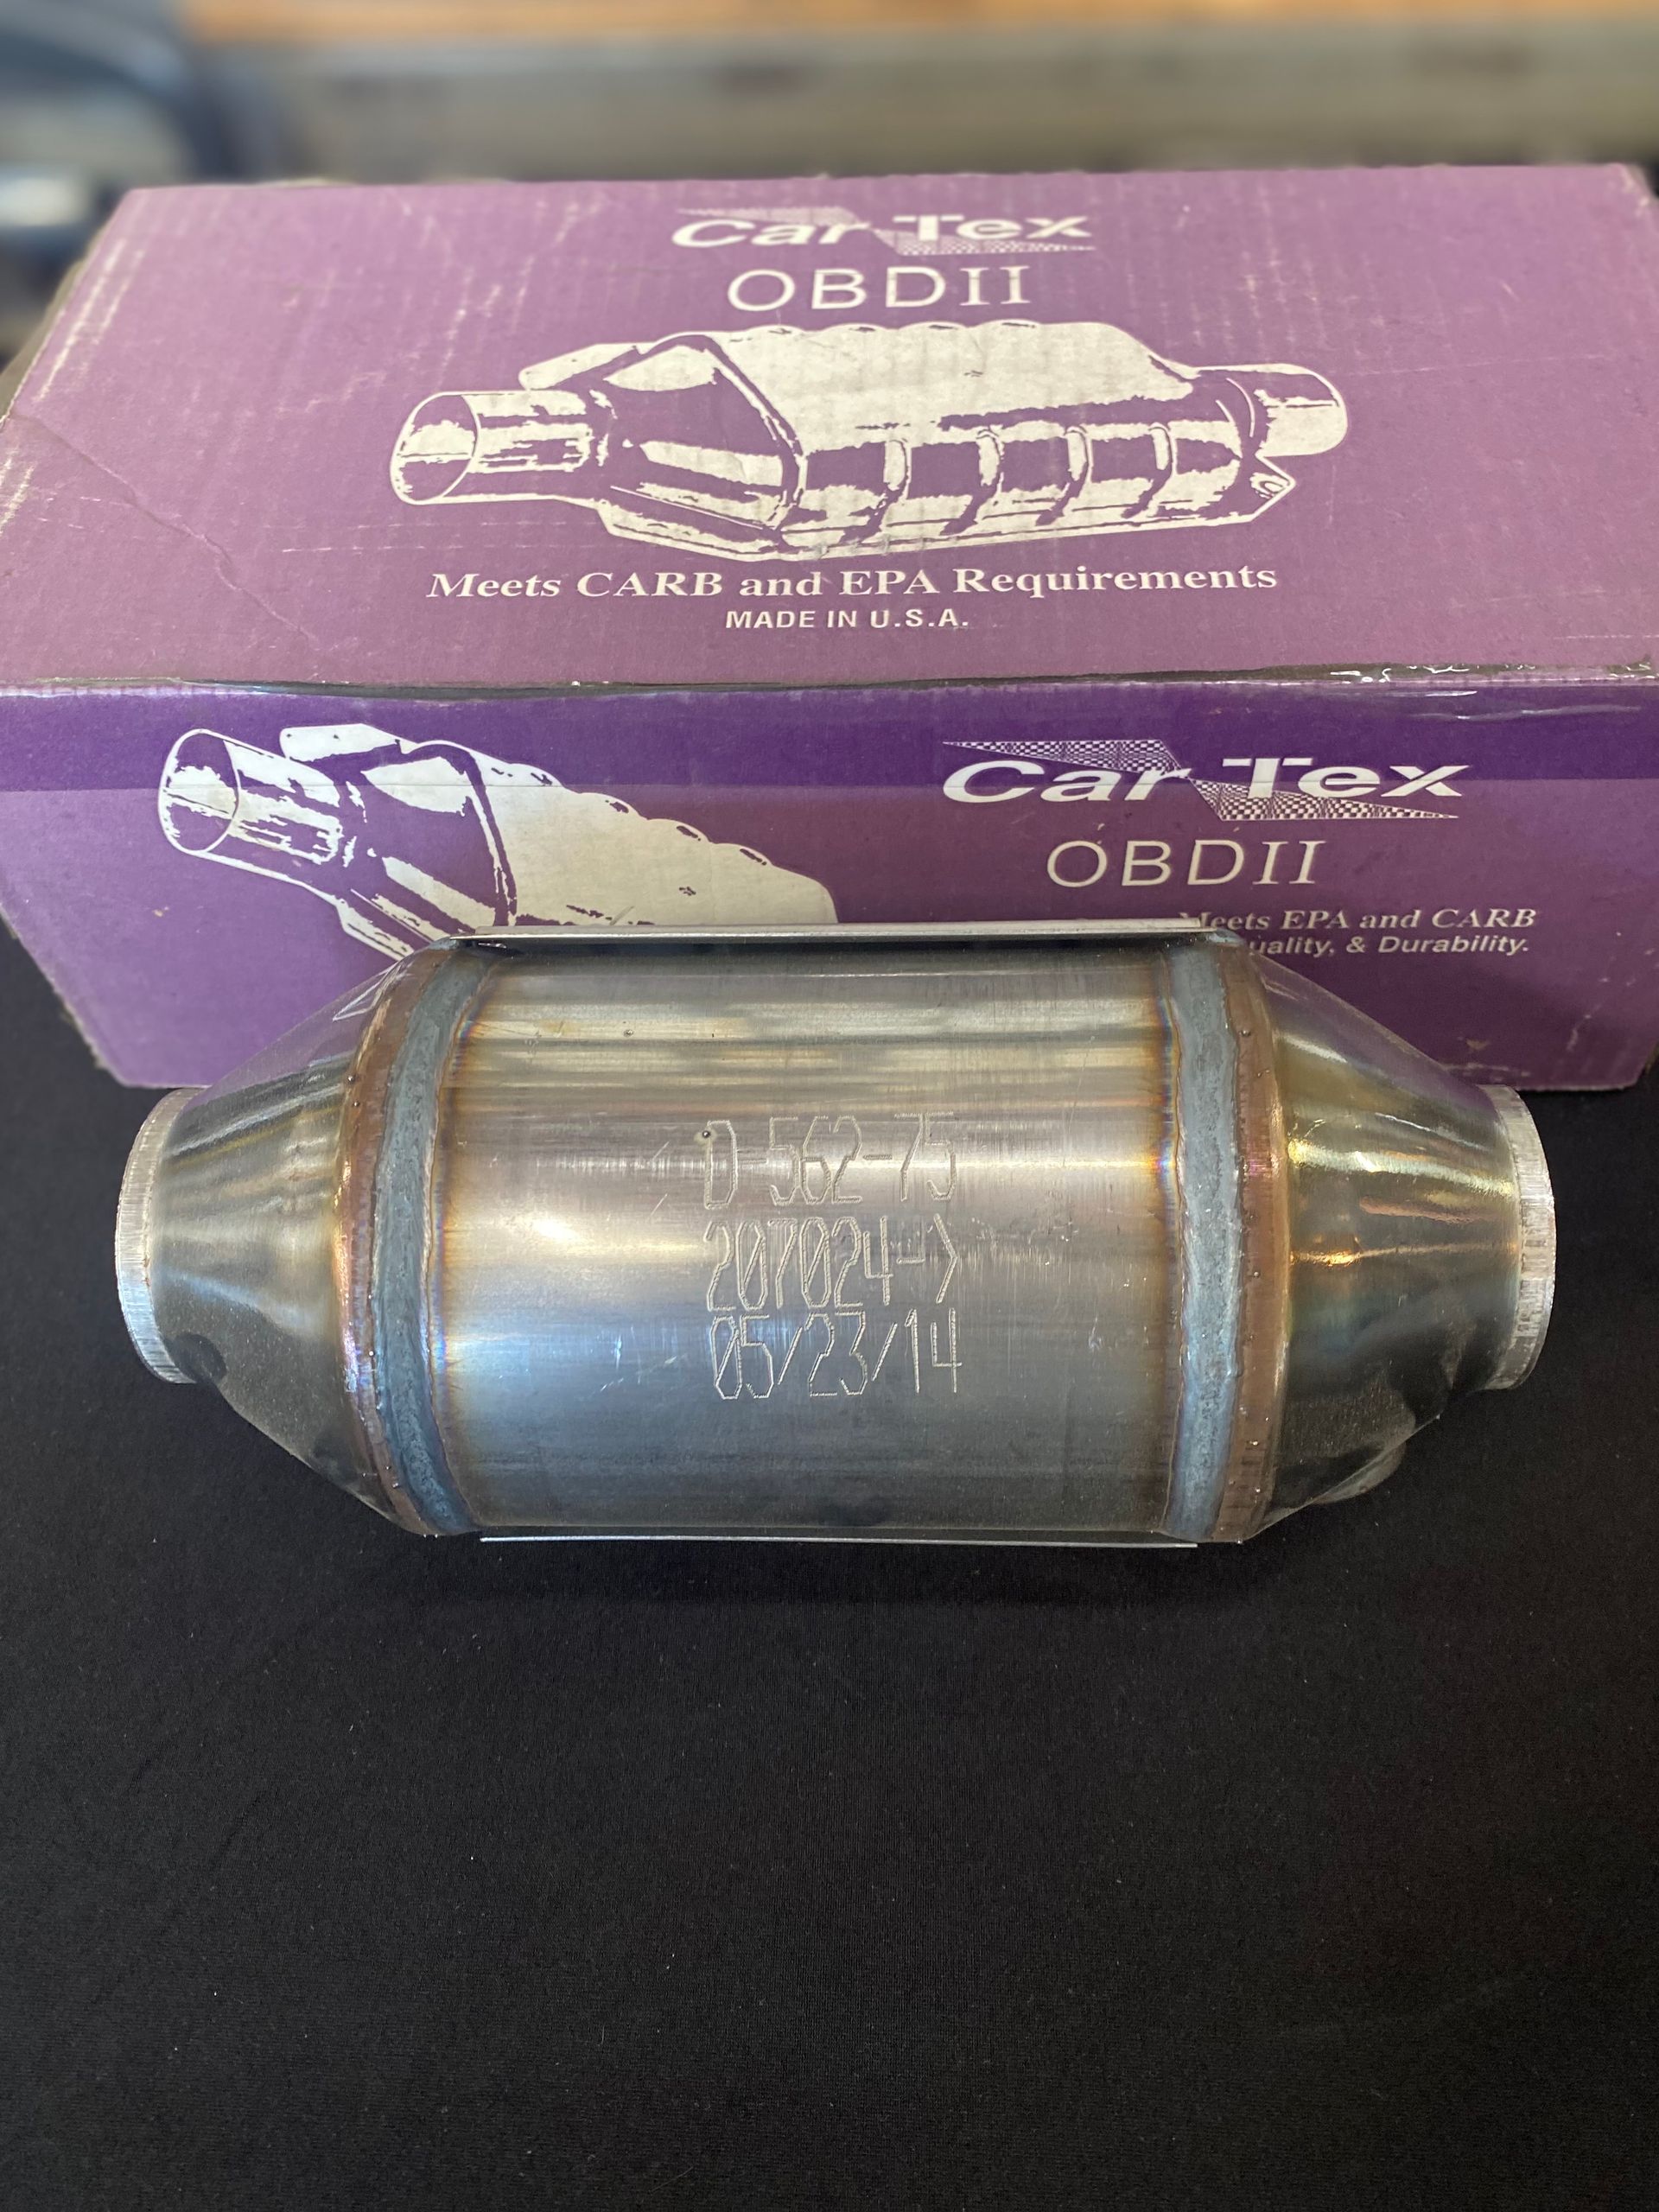 Car Tex
OBDII
Meets CARB and EPA Requirements
MADE IN U.S.A.
Car Tex
OBDII
Meets EPA and CARB
& Durability.
D-562-75
207024->
05/23/14